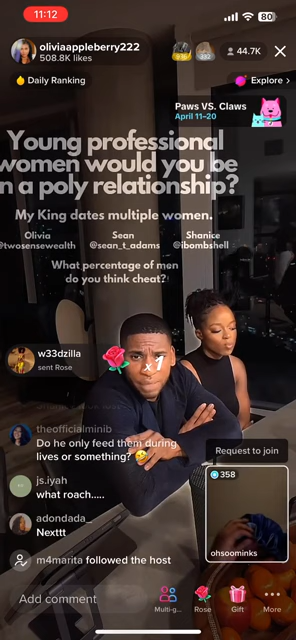 11:12
80
oliviaappleberry222
508.8K likes
44.7K
Daily Ranking
Explore >
Paws VS. Claws
April 11-20
Young professional
women would you be
n a poly relationship?
My King dates multiple women.
Olivia Sean Shanice
@twosensewealth @sean_t_adams @ibombshell
What percentage of men
do you think cheat?
w33dzilla
sent Rose
x1
theofficialminib
Do he only feed them during
lives or something? 🤣
js.iyah
what roach.....
adondada_
Nexttt
m4marita followed the host
Request to join
358
ohsoominks
Add comment
Multi-g... Rose Gift More